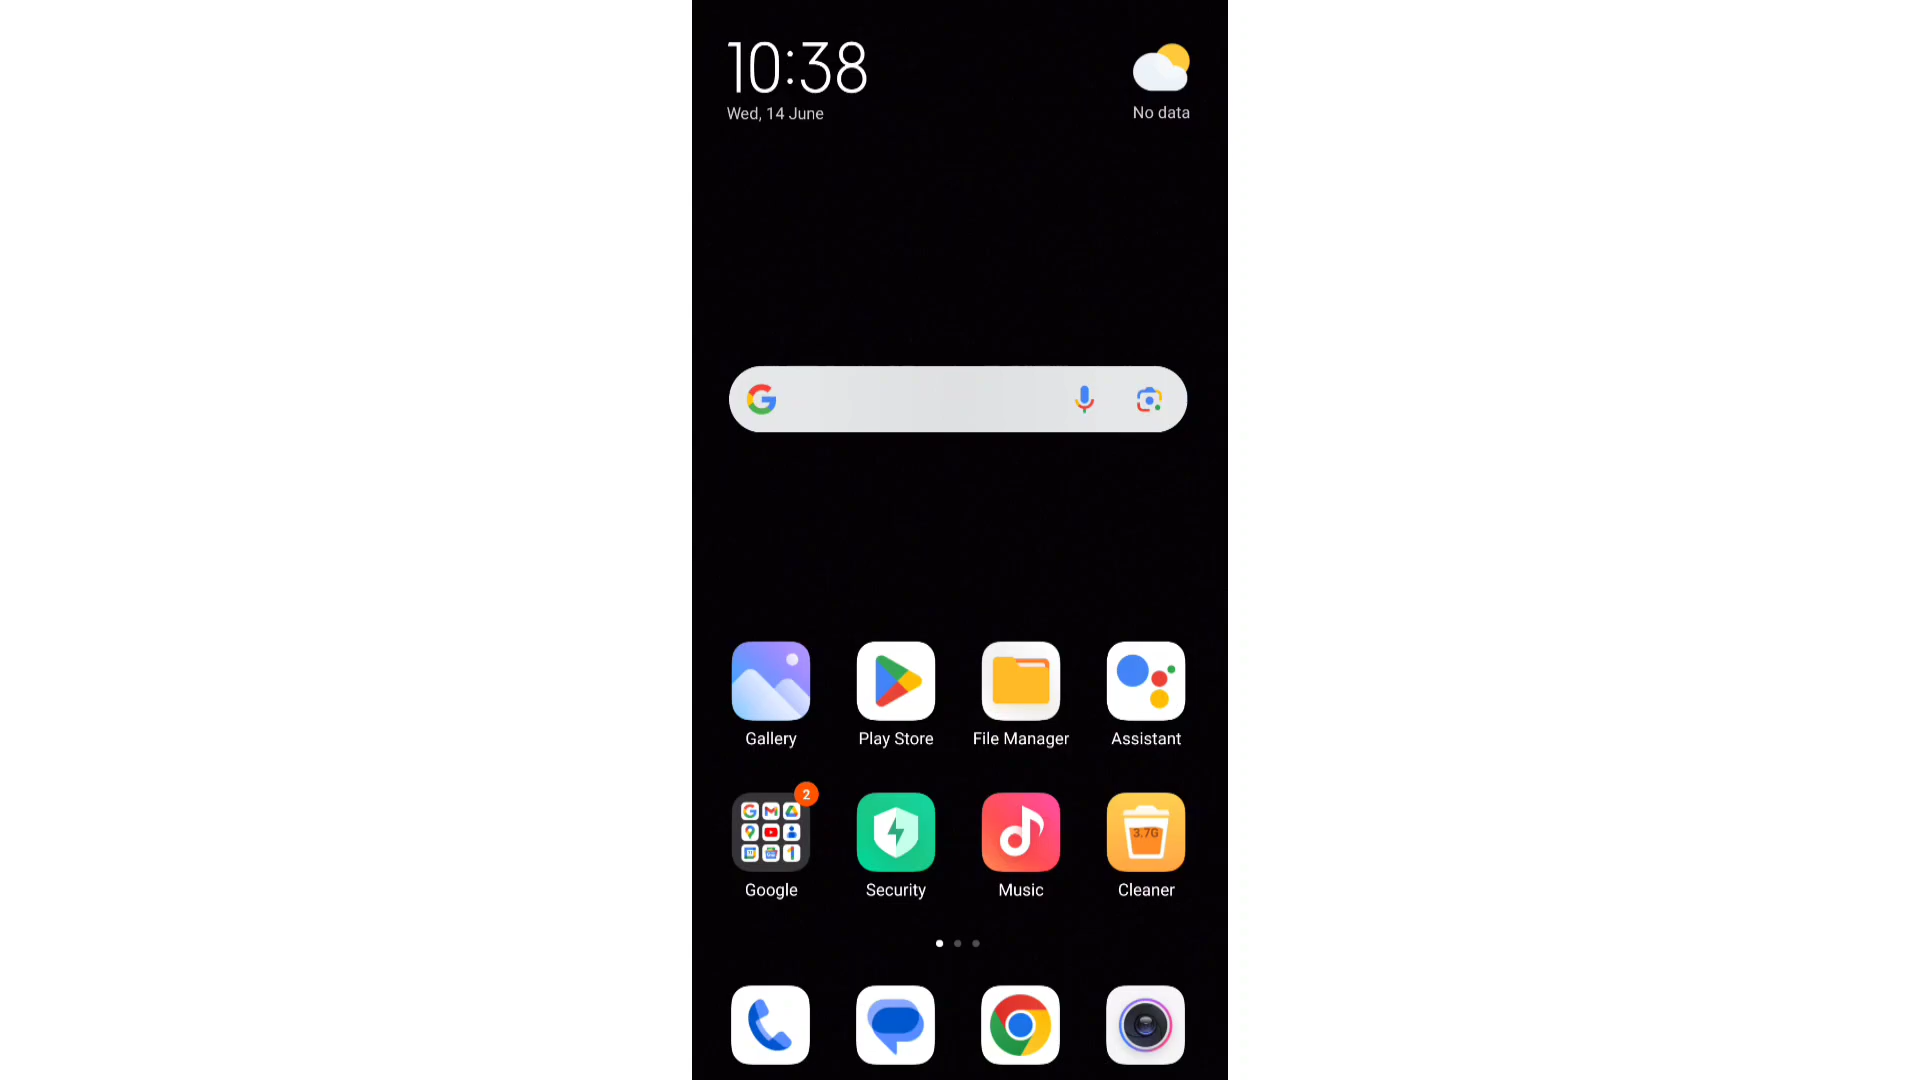 10:38
Wed, 14 June
No data
Gallery
Play Store
File Manager
Assistant
2
3.7G
Google
Security
Music
Cleaner